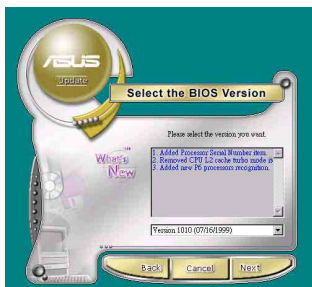 ASUS
Update
Select the BIOS Version
Please select the version you want.
What's
New
1. Added Processor Serial Number item.
2. Removed CPU L2 cache turbo mode it
3. Added new P6 processors recognition.
Version 1010 (07/16/1999)
Back
Cancel
Next